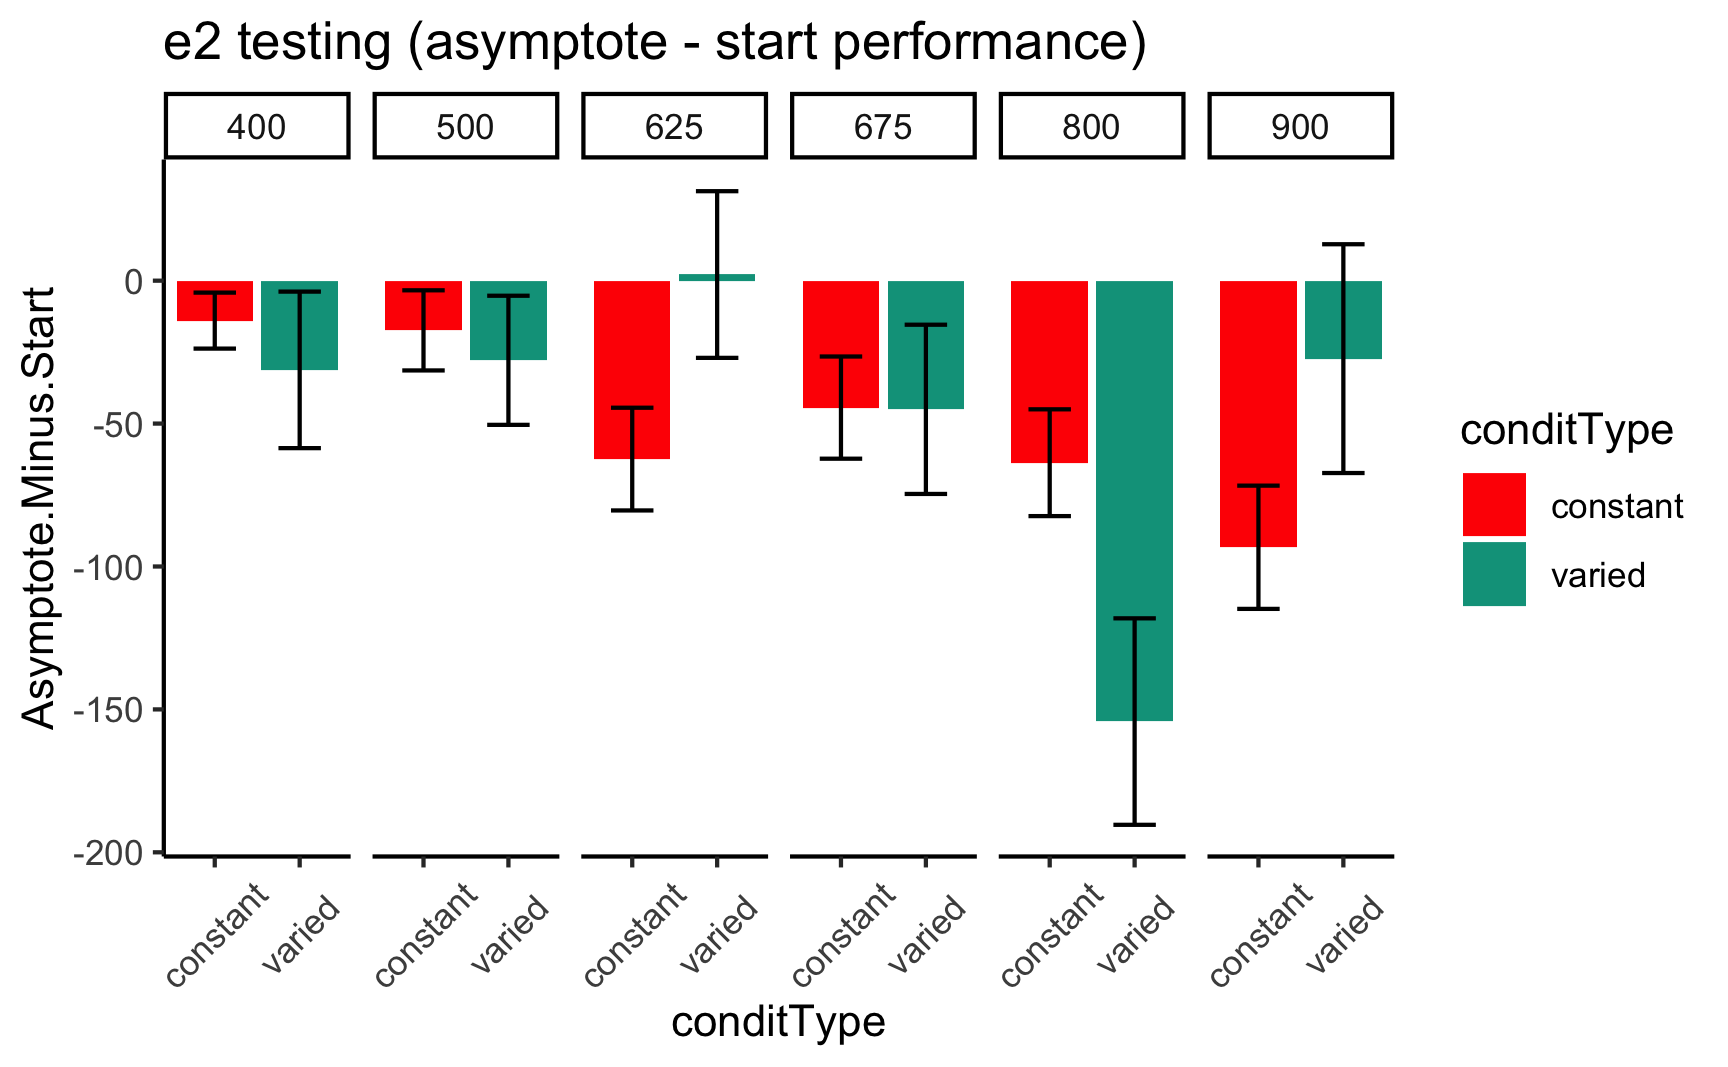 e2 testing (asymptote - start performance)
400 500 625 675 800 900
Asymptote.Minus.Start
0
-50
-100
-150
-200
constant varied constant varied constant varied constant varied constant varied constant varied
conditType
conditType
constant
varied